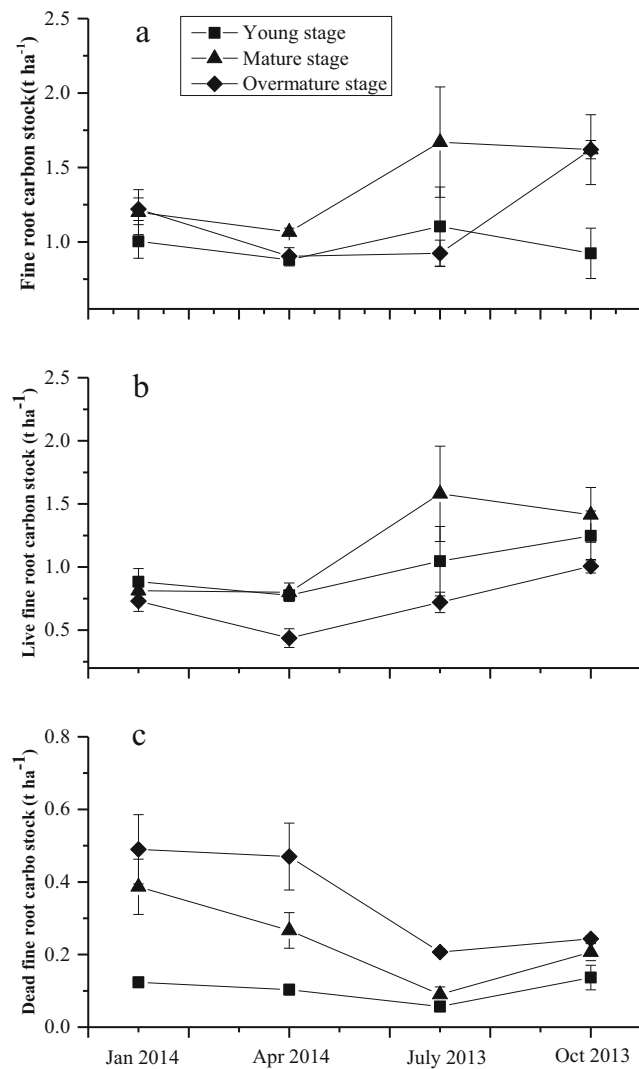 a
Young stage
Mature stage
Overmature stage
Fine root carbon stock(t ha⁻¹)
2.5
2.0
1.5
1.0
b
Live fine root carbon stock (t ha⁻¹)
2.5
2.0
1.5
1.0
0.5
c
Dead fine root carbo stock (t ha⁻¹)
0.8
0.6
0.4
0.2
0.0
Jan 2014 Apr 2014 July 2013 Oct 2013